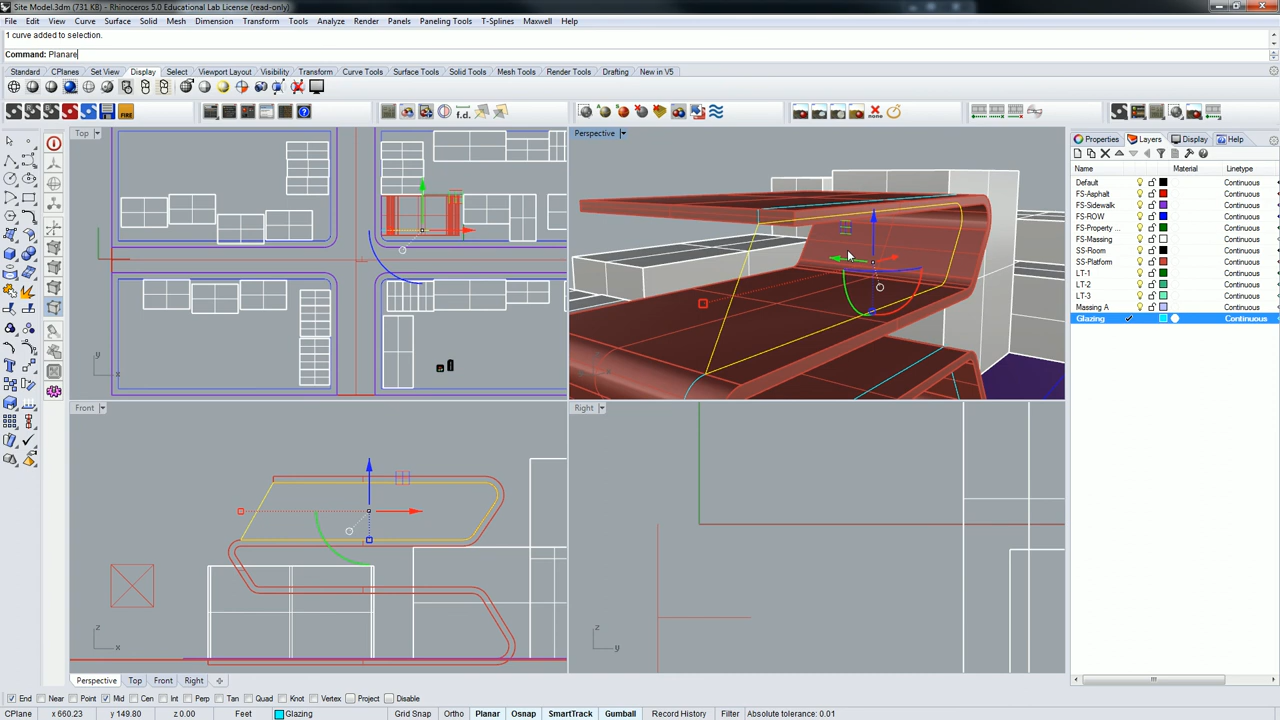 Site Model.3dm (731 KB) - Rhinoceros 5.0 Educational Lab License (read-only)
File Edit View Curve Surface Solid Mesh Dimension Transform Tools Analyze Render Panels Paneling Tools T-Splines Maxwell Help
1 curve added to selection.
Command: Planare
Standard CPlanes Set View Display Select Viewport Layout Visibility Transform Curve Tools Surface Tools Solid Tools Mesh Tools Render Tools Drafting New in V5
f.d. none
Top Perspective
Properties Layers Display Help
Name Material Linetype
Default Continuous
FS-Asphalt Continuous
FS-Sidewalk Continuous
FS-ROW Continuous
FS-Property ... Continuous
FS-Massing Continuous
SS-Room Continuous
SS-Platform Continuous
LT-1 Continuous
LT-2 Continuous
LT-3 Continuous
Massing A Continuous
Glazing Continuous
y
x
Front Right
z
x
z
y
Perspective Top Front Right
End Near Point Mid Cen Int Perp Tan Quad Knot Vertex Project Disable
CPlane x 660.23 y 149.80 z 0.00 Feet Glazing Grid Snap Ortho Planar Osnap SmartTrack Gumball Record History Filter Absolute tolerance: 0.01